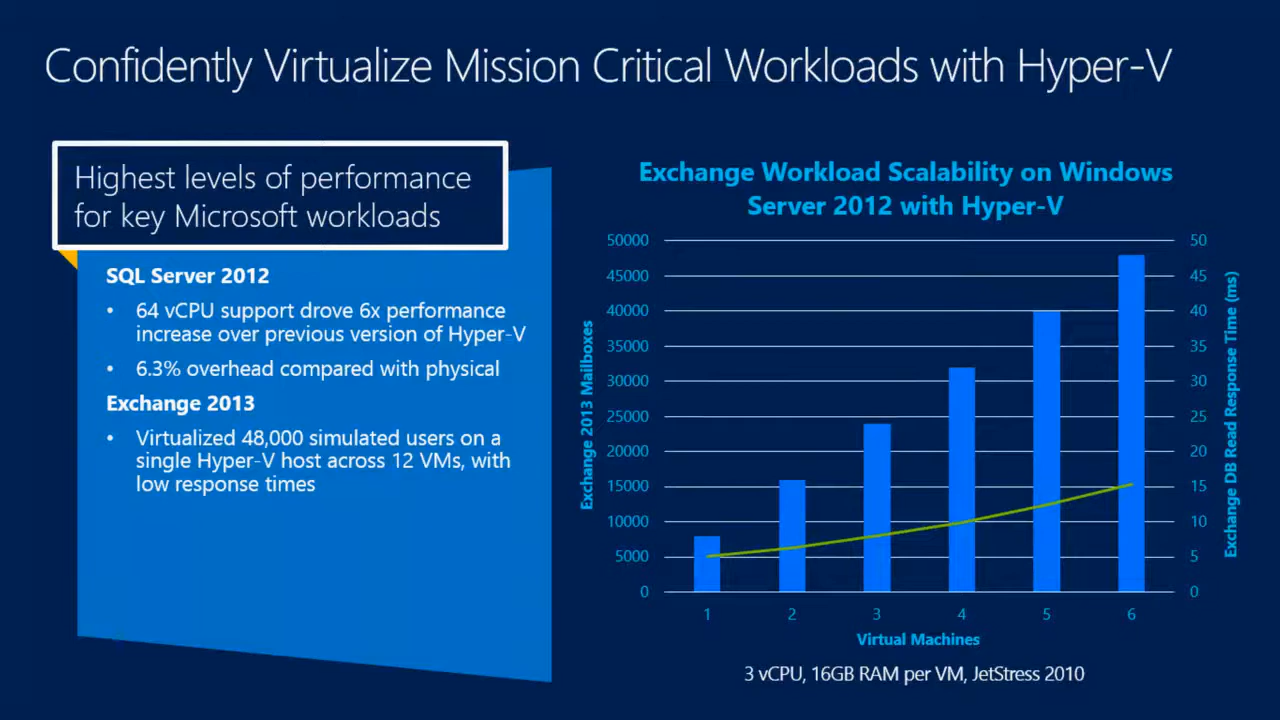 Confidently Virtualize Mission Critical Workloads with Hyper-V
Highest levels of performance
for key Microsoft workloads
SQL Server 2012
• 64 vCPU support drove 6x performance
increase over previous version of Hyper-V
• 6.3% overhead compared with physical
Exchange 2013
• Virtualized 48,000 simulated users on a
single Hyper-V host across 12 VMs, with
low response times
Exchange Workload Scalability on Windows
Server 2012 with Hyper-V
Exchange 2013 Mailboxes
50000
45000
40000
35000
30000
25000
20000
15000
10000
5000
0
50
45
40
35
30
25
20
15
10
5
0
Exchange DB Read Response Time (ms)
1 2 3 4 5 6
Virtual Machines
3 vCPU, 16GB RAM per VM, JetStress 2010